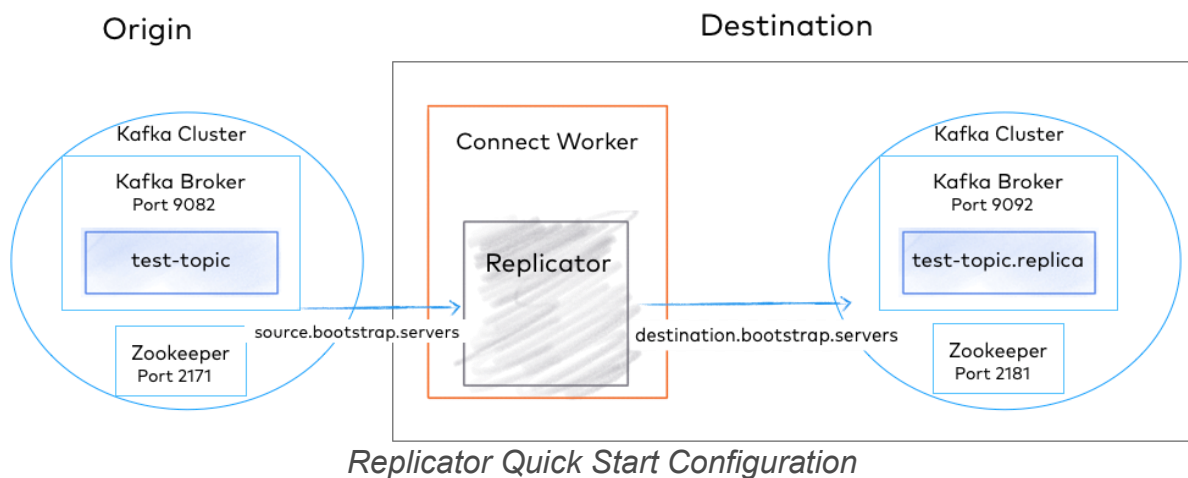 Origin
Destination
Kafka Cluster
Kafka Broker
Port 9082
test-topic
Zookeeper
Port 2171
source.bootstrap.servers
Connect Worker
Replicator
destination.bootstrap.servers
Kafka Cluster
Kafka Broker
Port 9092
test-topic.replica
Zookeeper
Port 2181
Replicator Quick Start Configuration